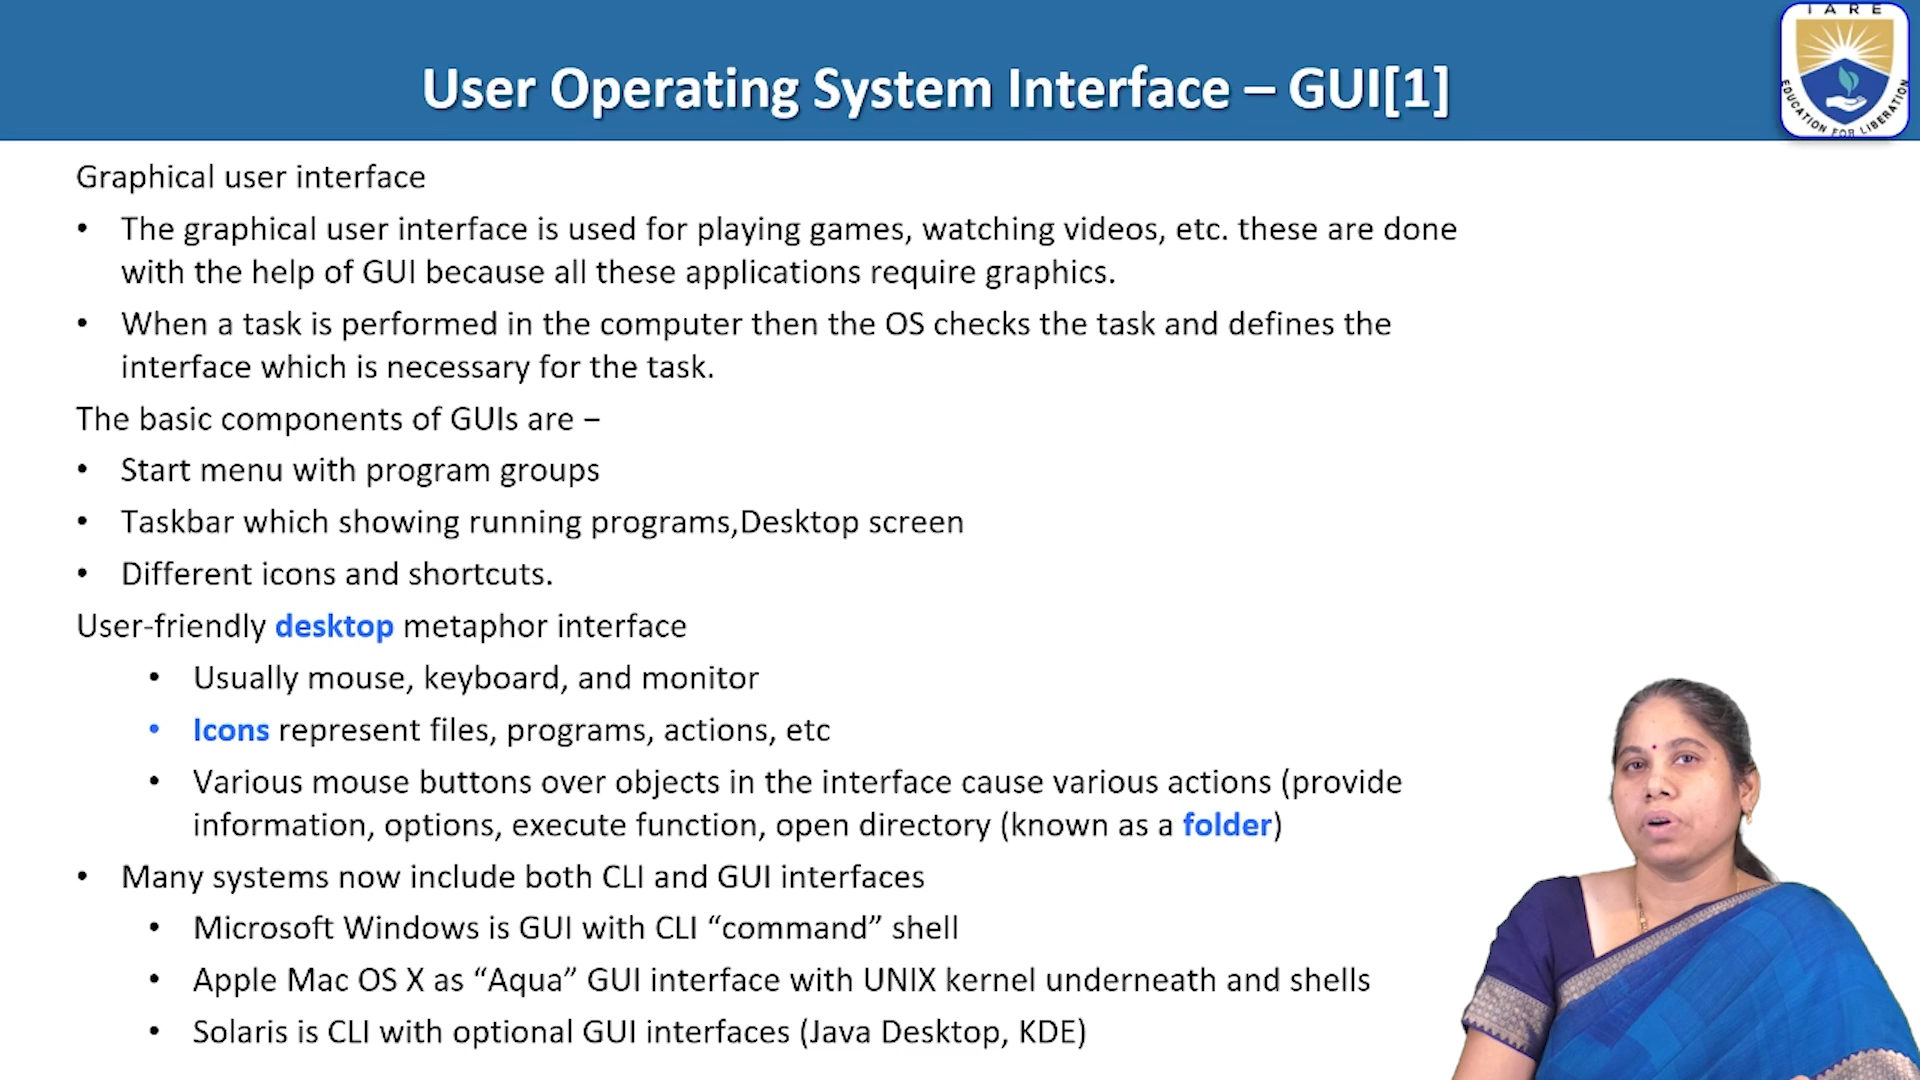 User Operating System Interface – GUI[1]
IARE
EDUCATION FOR LIBERATION
Graphical user interface
• The graphical user interface is used for playing games, watching videos, etc. these are done
with the help of GUI because all these applications require graphics.
• When a task is performed in the computer then the OS checks the task and defines the
interface which is necessary for the task.
The basic components of GUIs are −
• Start menu with program groups
• Taskbar which showing running programs,Desktop screen
• Different icons and shortcuts.
User-friendly desktop metaphor interface
• Usually mouse, keyboard, and monitor
• Icons represent files, programs, actions, etc
• Various mouse buttons over objects in the interface cause various actions (provide
information, options, execute function, open directory (known as a folder)
• Many systems now include both CLI and GUI interfaces
• Microsoft Windows is GUI with CLI “command” shell
• Apple Mac OS X as “Aqua” GUI interface with UNIX kernel underneath and shells
• Solaris is CLI with optional GUI interfaces (Java Desktop, KDE)